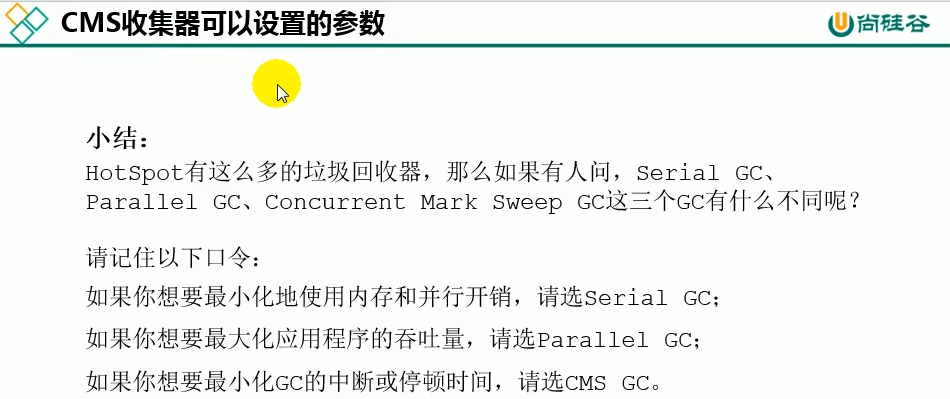 CMS收集器可以设置的参数
尚硅谷
小结：
HotSpot有这么多的垃圾回收器，那么如果有人问，Serial GC、
Parallel GC、Concurrent Mark Sweep GC这三个GC有什么不同呢？
请记住以下口令：
如果你想要最小化地使用内存和并行开销，请选Serial GC；
如果你想要最大化应用程序的吞吐量，请选Parallel GC；
如果你想要最小化GC的中断或停顿时间，请选CMS GC。